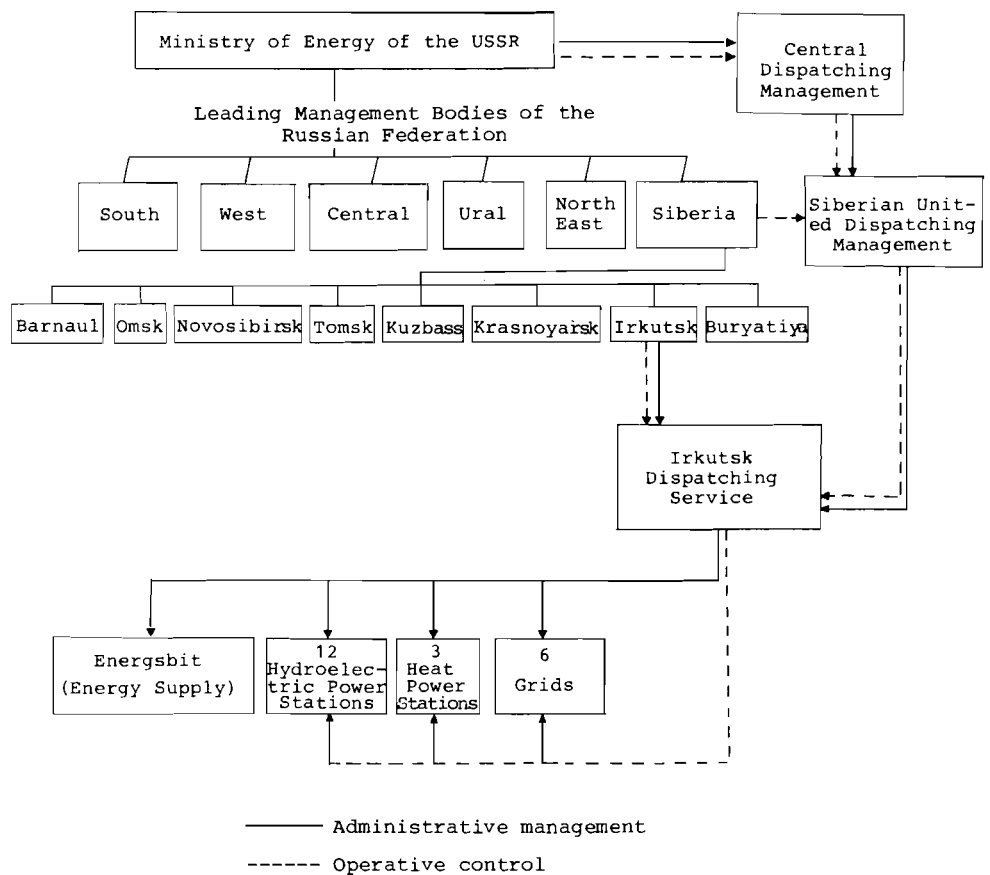 Ministry of Energy of the USSR
Central
Dispatching
Management
Leading Management Bodies of the
Russian Federation
South
West
Central
Ural
North
East
Siberia
Siberian Unit-
ed Dispatching
Management
Barnaul
Omsk
Novosibirsk
Tomsk
Kuzbass
Krasnoyarsk
Irkutsk
Buryatiya
Irkutsk
Dispatching
Service
Energsbit
(Energy Supply)
12
Hydroelec-
tric Power
Stations
3
Heat
Power
Stations
6
Grids
Administrative management
Operative control